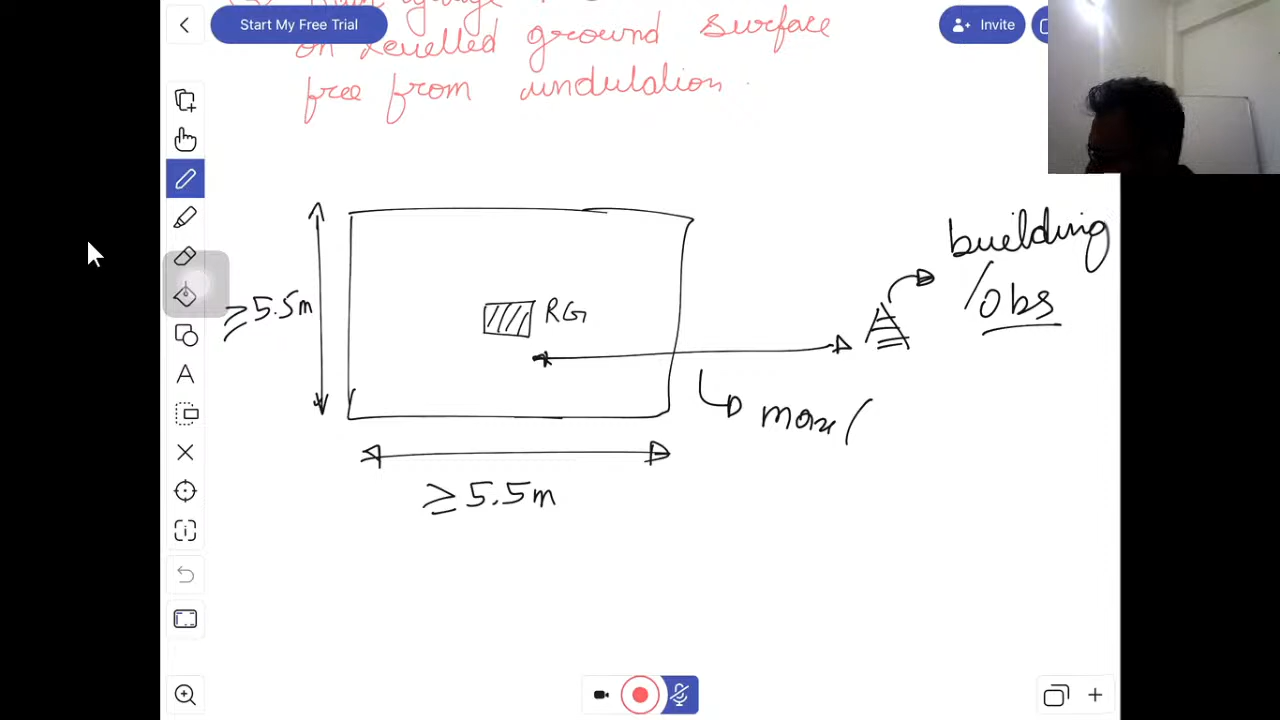 Start My Free Trial
Invite
on Levelled ground surface
free from undulation.
building
/obs
≥5.5m
RG
max(
≥5.5m